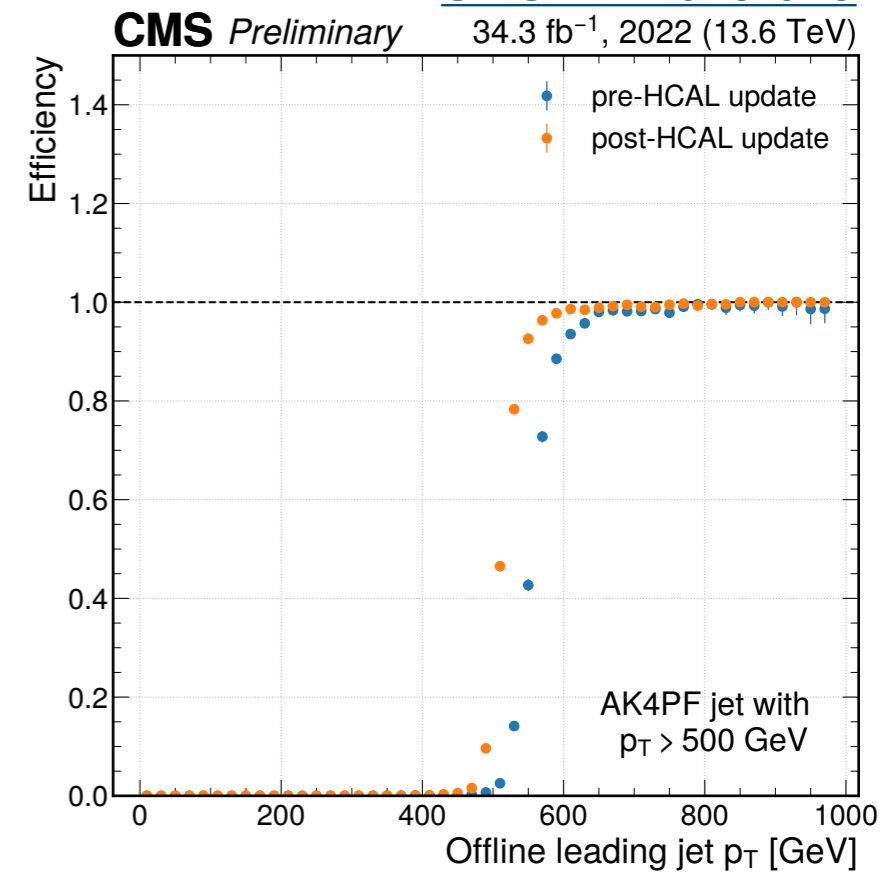 CMS Preliminary 34.3 fb⁻¹, 2022 (13.6 TeV)
Efficiency
pre-HCAL update
post-HCAL update
1.4
1.2
1.0
0.8
0.6
0.4
0.2
0.0
AK4PF jet with
pT > 500 GeV
0 200 400 600 800 1000
Offline leading jet pT [GeV]